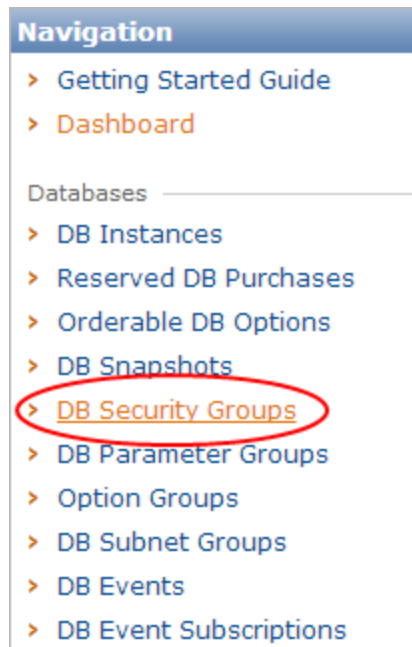 Navigation
Getting Started Guide
Dashboard
Databases
DB Instances
Reserved DB Purchases
Orderable DB Options
DB Snapshots
DB Security Groups
DB Parameter Groups
Option Groups
DB Subnet Groups
DB Events
DB Event Subscriptions